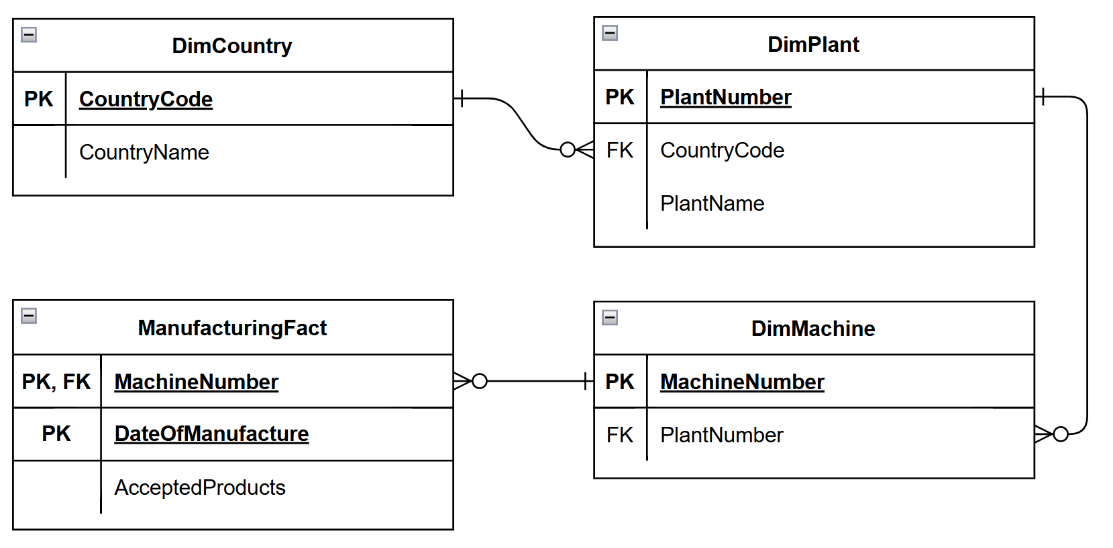 DimCountry
PK CountryCode
CountryName
DimPlant
PK PlantNumber
FK CountryCode
PlantName
ManufacturingFact
PK, FK MachineNumber
PK DateOfManufacture
AcceptedProducts
DimMachine
PK MachineNumber
FK PlantNumber